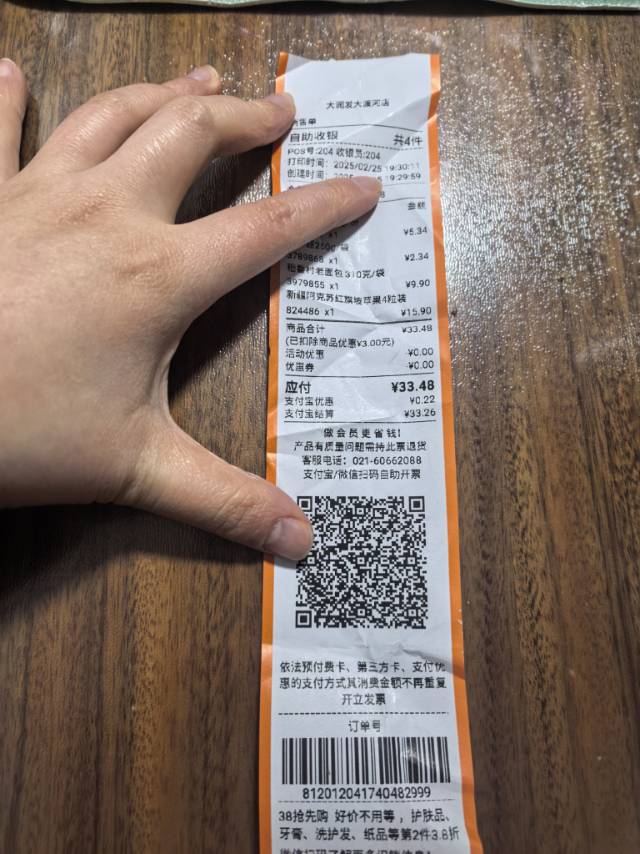 大润发大渡河店
售单
自助收银 共4件
POS号:204 收银员:204
打印时间: 2025/02/25 19:30:11
创建时间: 19:29:59
金额
x1 ¥5.34
袋
3789868 x1 ¥2.34
老面包310克/袋
3979855 x1 ¥9.90
新疆阿克苏红旗坡苹果4粒装
824486 x1 ¥15.90
商品合计 ¥33.48
(已扣除商品优惠¥3.00元)
活动优惠 -¥0.00
优惠券 -¥0.00
应付 ¥33.48
支付宝优惠 ¥0.22
支付宝结算 ¥33.26
做会员更省钱!
产品有质量问题需持此票退货
客服电话: 021-60662088
支付宝/微信扫码自助开票
依法预付费卡、第三方卡、支付优
惠的支付方式其消费金额不再重复
开立发票
订单号
812012041740482999
38抢先购 好价不用等, 护肤品、
牙膏、洗护发、纸品等第2件3.8折